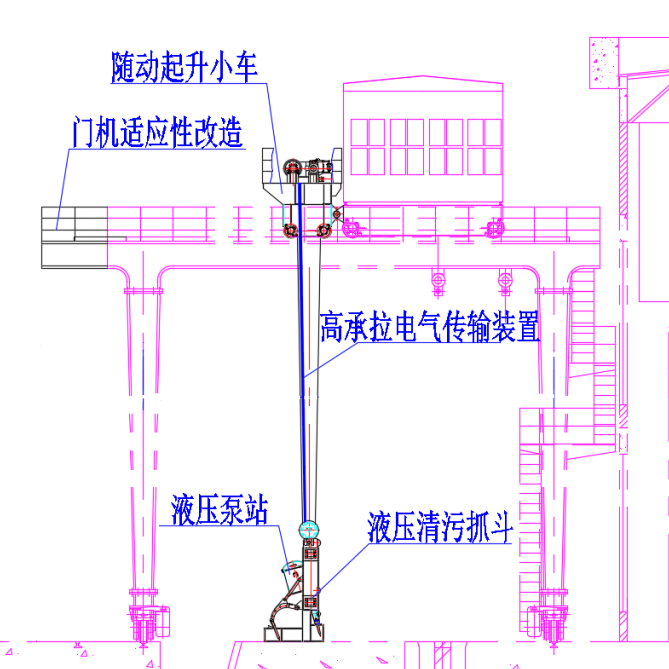 随动起升小车
门机适应性改造
高承拉电气传输装置
液压泵站
液压清污抓斗